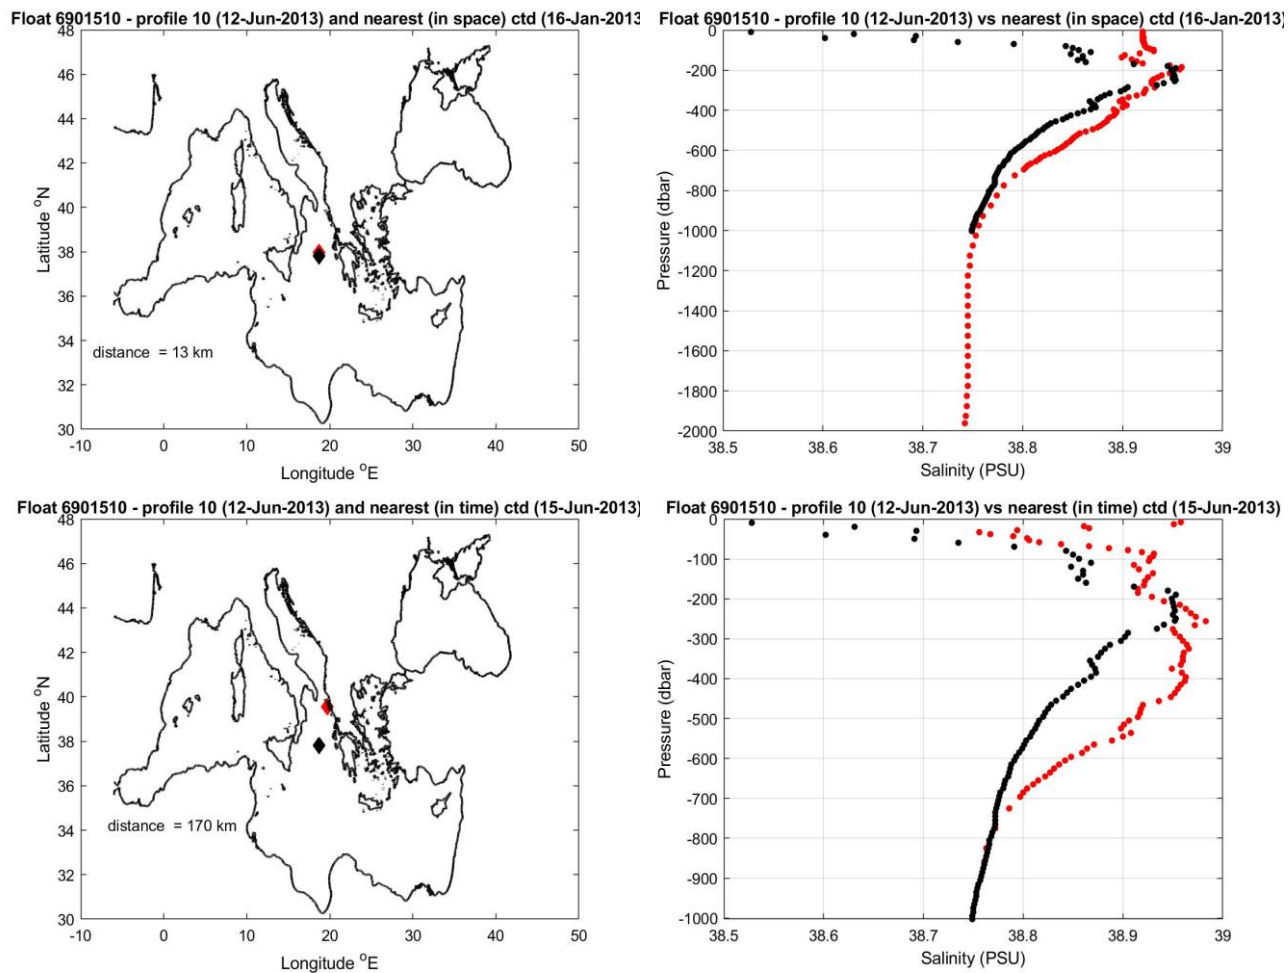 Float 6901510 - profile 10 (12-Jun-2013) and nearest (in space) ctd (16-Jan-2013
48
46
44
42
40
38
36
34
32
30
Latitude °N
distance = 13 km
-10 0 10 20 30 40 50
Longitude °E
Float 6901510 - profile 10 (12-Jun-2013) vs nearest (in space) ctd (16-Jan-2013)
0
-200
-400
-600
-800
-1000
-1200
-1400
-1600
-1800
-2000
Pressure (dbar)
38.5 38.6 38.7 38.8 38.9 39
Salinity (PSU)
Float 6901510 - profile 10 (12-Jun-2013) and nearest (in time) ctd (15-Jun-2013)
48
46
44
42
40
38
36
34
32
30
Latitude °N
distance = 170 km
-10 0 10 20 30 40 50
Longitude °E
Float 6901510 - profile 10 (12-Jun-2013) vs nearest (in time) ctd (15-Jun-2013)
0
-100
-200
-300
-400
-500
-600
-700
-800
-900
-1000
Pressure (dbar)
38.5 38.6 38.7 38.8 38.9 39
Salinity (PSU)